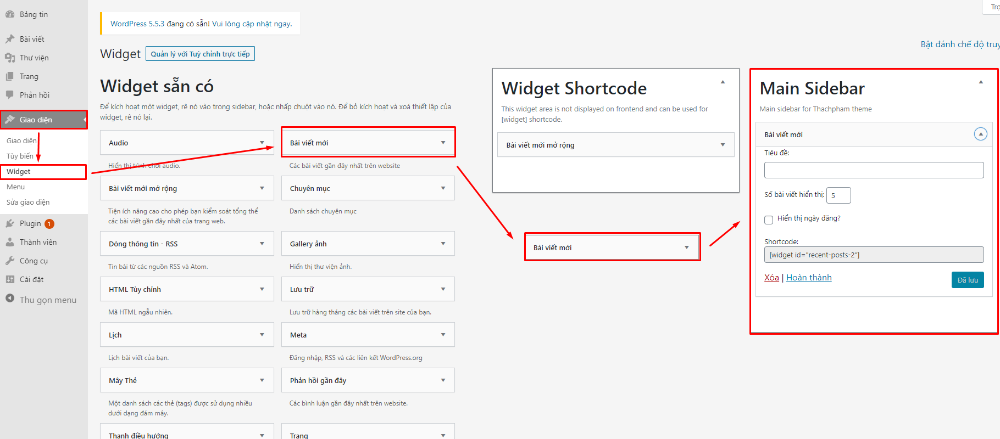 Bảng tin
Bài viết
Thư viện
Trang
Phản hồi
Giao diện
Giao diện
Tùy biến
Widget
Menu
Sửa giao diện
Plugin 1
Thành viên
Công cụ
Cài đặt
Thu gọn menu
WordPress 5.5.3 đang có sẵn! Vui lòng cập nhật ngay.
Widget Quản lý với Tuỳ chỉnh trực tiếp
Bật đánh chế độ
Widget sẵn có
Để kích hoạt một widget, rê nó vào trong sidebar, hoặc nhấp chuột vào nó. Để bỏ kích hoạt và xoá thiết lập của
widget, rê nó lại.
Audio
Hiển thị trình chơi audio.
Bài viết mới
Các bài viết gần đây nhất trên website
Bài viết mới mở rộng
Tiện ích nâng cao cho phép bạn kiểm soát tổng thể
các bài viết gần đây nhất của trang web.
Chuyên mục
Danh sách chuyên mục
Dòng thông tin - RSS
Tin bài từ các nguồn RSS và Atom.
Gallery ảnh
Hiển thị thư viện ảnh.
HTML Tùy chỉnh
Mã HTML ngẫu nhiên.
Lưu trữ
Lưu trữ hàng tháng các bài viết trên site của bạn.
Lịch
Lịch bài viết của bạn.
Meta
Đăng nhập, RSS và các liên kết WordPress.org
Mây Thẻ
Một danh sách các thẻ (tags) được sử dụng nhiều
dưới dạng đám mây.
Phản hồi gần đây
Các bình luận gần đây nhất trên website.
Thanh điều hướng
Trang
Widget Shortcode
This widget area is not displayed on frontend and can be used for
[widget] shortcode.
Bài viết mới mở rộng
Bài viết mới
Main Sidebar
Main sidebar for Thachpham theme
Bài viết mới
Tiêu đề:
Số bài viết hiển thị: 5
Hiển thị ngày đăng?
Shortcode:
[widget id="recent-posts-2"]
Xóa | Hoàn thành
Đã lưu